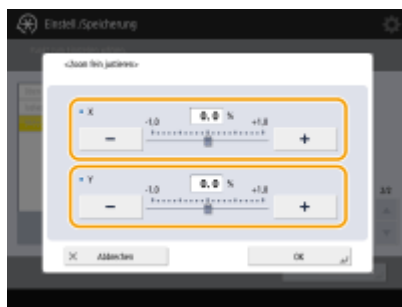 Einstell./Speicherung
<Zoom fein justieren>
X
-1.0 0.0 % +1.0
− +
Y
-1.0 0.0 % +1.0
− +
Abbrechen OK